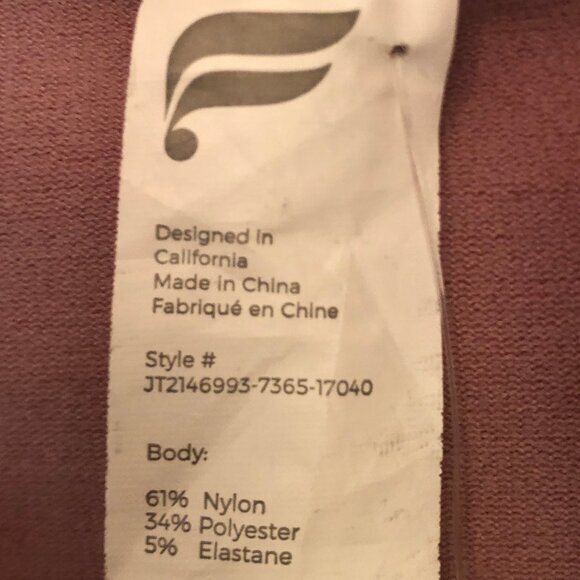 Designed in
California
Made in China
Fabriqué en Chine
Style #
JT2146993-7365-17040
Body:
61% Nylon
34% Polyester
5% Elastane